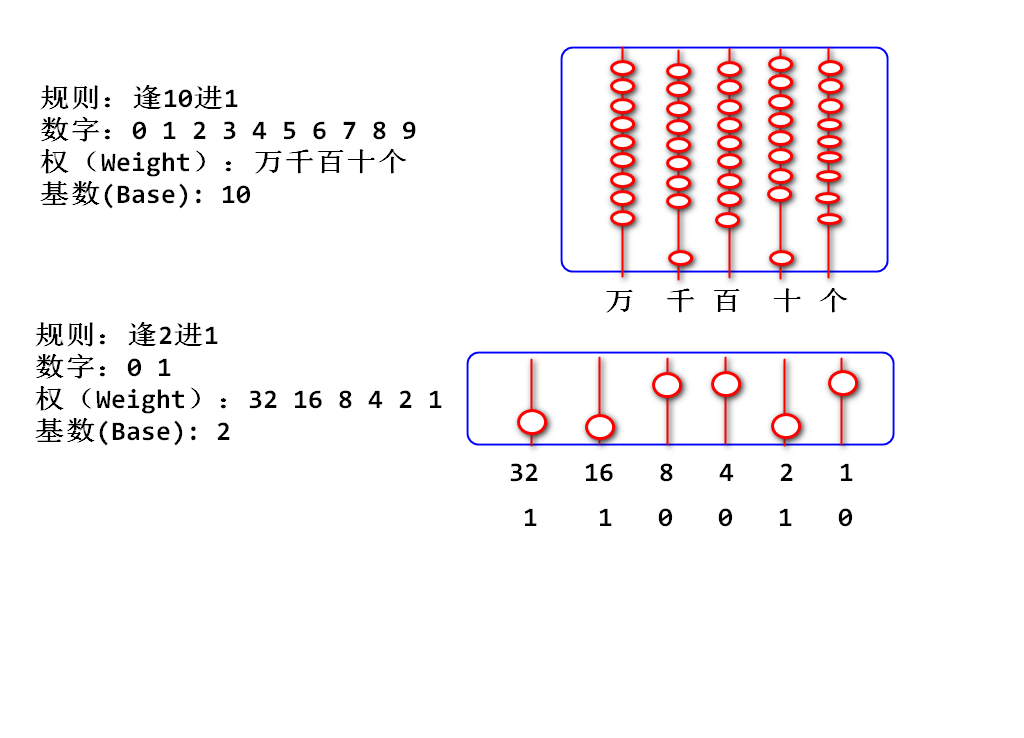 规则：逢10进1
数字：0 1 2 3 4 5 6 7 8 9
权（Weight）：万千百十个
基数(Base)：10
万 千 百 十 个
规则：逢2进1
数字：0 1
权（Weight）：32 16 8 4 2 1
基数(Base)：2
32 16 8 4 2 1
1 1 0 0 1 0